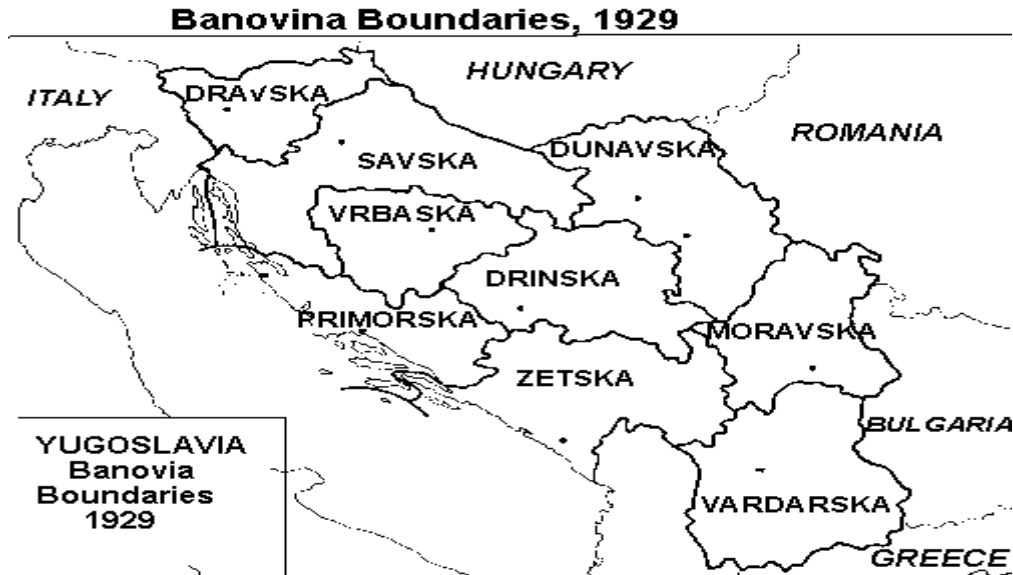 Banovina Boundaries, 1929
HUNGARY
ITALY
DRAVSKA
ROMANIA
DUNAVSKA
SAVSKA
VRBASKA
DRINSKA
PRIMORSKA
MORAVSKA
ZETSKA
BULGARIA
YUGOSLAVIA
Banovia
Boundaries
1929
VARDARSKA
GREECE